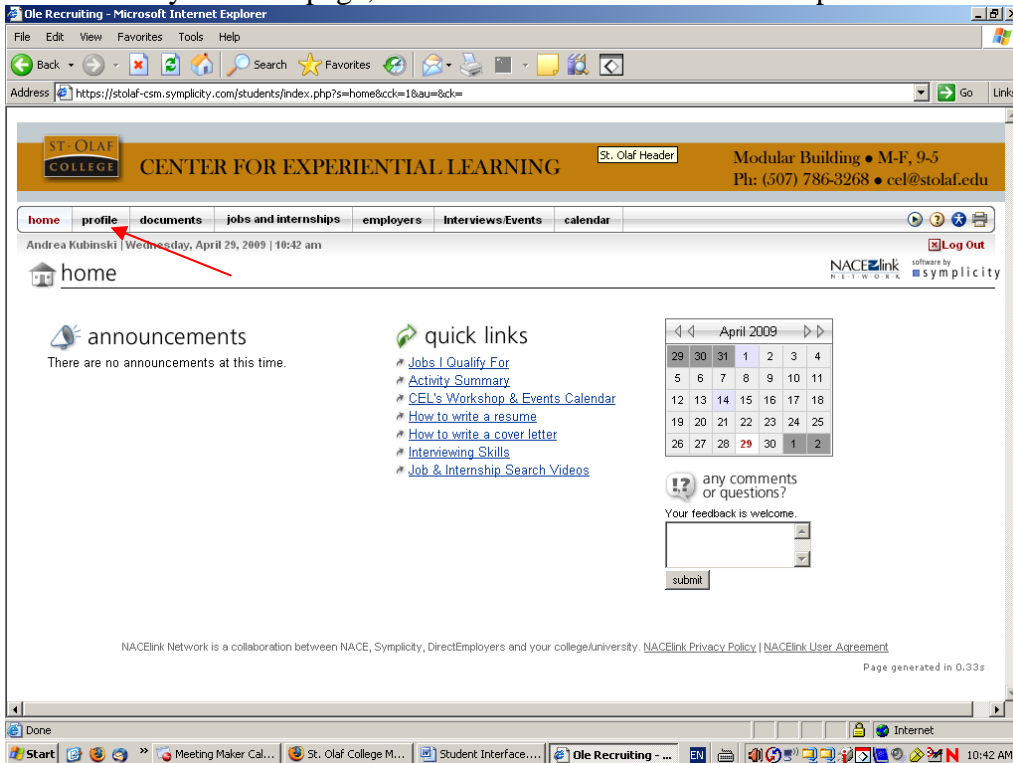 Ole Recruiting - Microsoft Internet Explorer
File Edit View Favorites Tools Help
Back Search Favorites
Address https://stolaf-csm.symplicity.com/students/index.php?s=home&cck=1&au=&ck= Go Links
ST. OLAF
COLLEGE
CENTER FOR EXPERIENTIAL LEARNING
St. Olaf Header
Modular Building • M-F, 9-5
Ph: (507) 786-3268 • cel@stolaf.edu
home profile documents jobs and internships employers Interviews/Events calendar
Andrea Kubinski | Wednesday, April 29, 2009 | 10:42 am
Log Out
home
NACElink
N·E·T·W·O·R·K
software by
symplicity
announcements
There are no announcements at this time.
quick links
Jobs I Qualify For
Activity Summary
CEL's Workshop & Events Calendar
How to write a resume
How to write a cover letter
Interviewing Skills
Job & Internship Search Videos
April 2009
29 30 31 1 2 3 4
5 6 7 8 9 10 11
12 13 14 15 16 17 18
19 20 21 22 23 24 25
26 27 28 29 30 1 2
any comments
or questions?
Your feedback is welcome.
submit
NACElink Network is a collaboration between NACE, Symplicity, DirectEmployers and your college/university. NACElink Privacy Policy | NACElink User Agreement
Page generated in 0.33s
Done
Internet
Start Meeting Maker Cal... St. Olaf College M... Student Interface.... Ole Recruiting - ... EN 10:42 AM